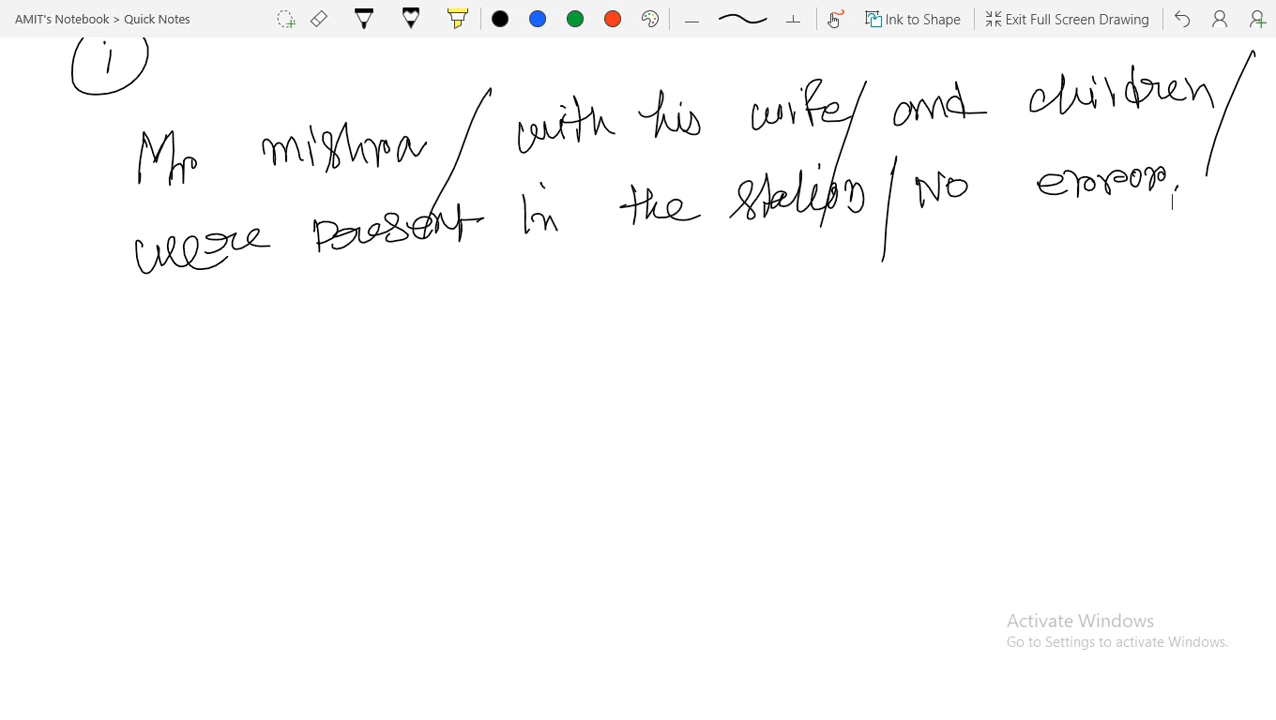 AMIT's Notebook > Quick Notes
Ink to Shape
Exit Full Screen Drawing
i
Mr mishra / with his wife / and children /
were present in the station / No error.
Activate Windows
Go to Settings to activate Windows.